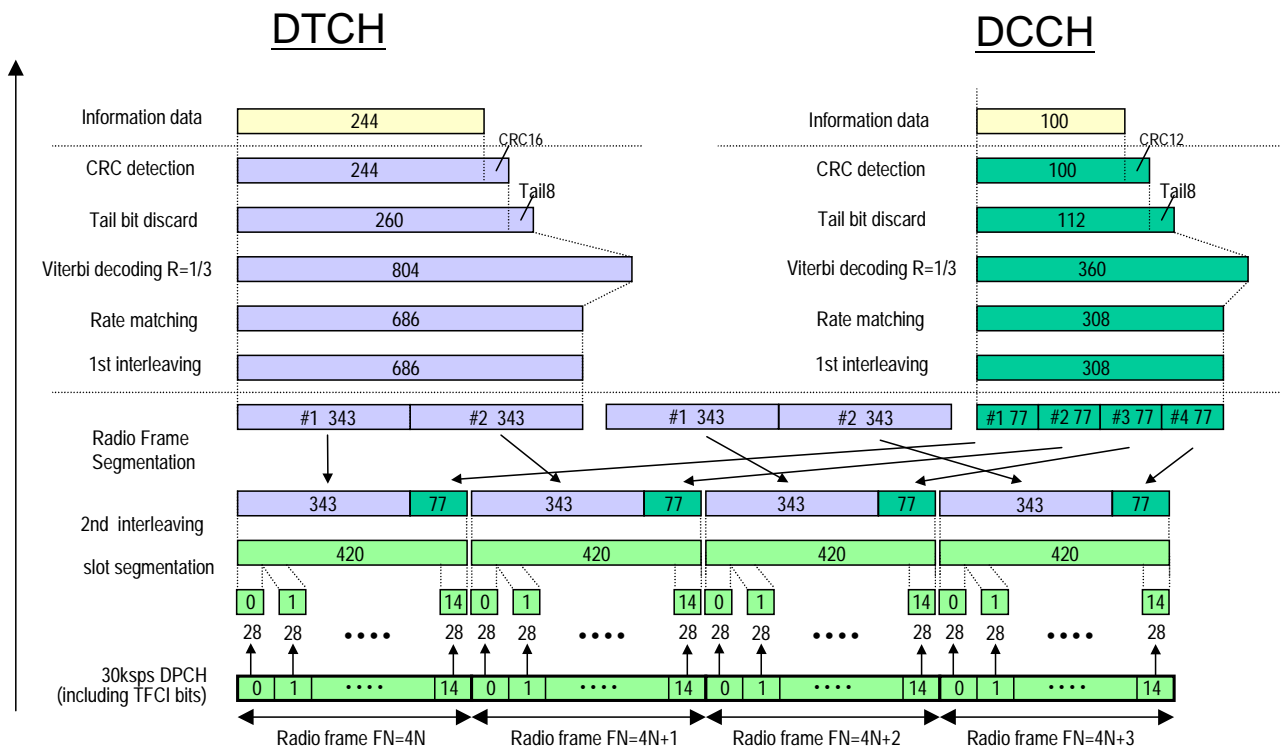 DTCH DCCH
Information data 244 Information data 100
CRC16 CRC12
CRC detection 244 CRC detection 100
Tail8 Tail8
Tail bit discard 260 Tail bit discard 112
Viterbi decoding R=1/3 804 Viterbi decoding R=1/3 360
Rate matching 686 Rate matching 308
1st interleaving 686 1st interleaving 308
#1 343 #2 343 #1 343 #2 343 #1 77 #2 77 #3 77 #4 77
Radio Frame
Segmentation
343 77 343 77 343 77 343 77
2nd interleaving
420 420 420 420
slot segmentation
0 1 14 0 1 14 0 1 14 0 1 14
28 28 •••• 28 28 28 •••• 28 28 28 •••• 28 28 28 •••• 28
30ksps DPCH
(including TFCI bits)
0 1 •••• 14 0 1 •••• 14 0 1 •••• 14 0 1 •••• 14
Radio frame FN=4N Radio frame FN=4N+1 Radio frame FN=4N+2 Radio frame FN=4N+3